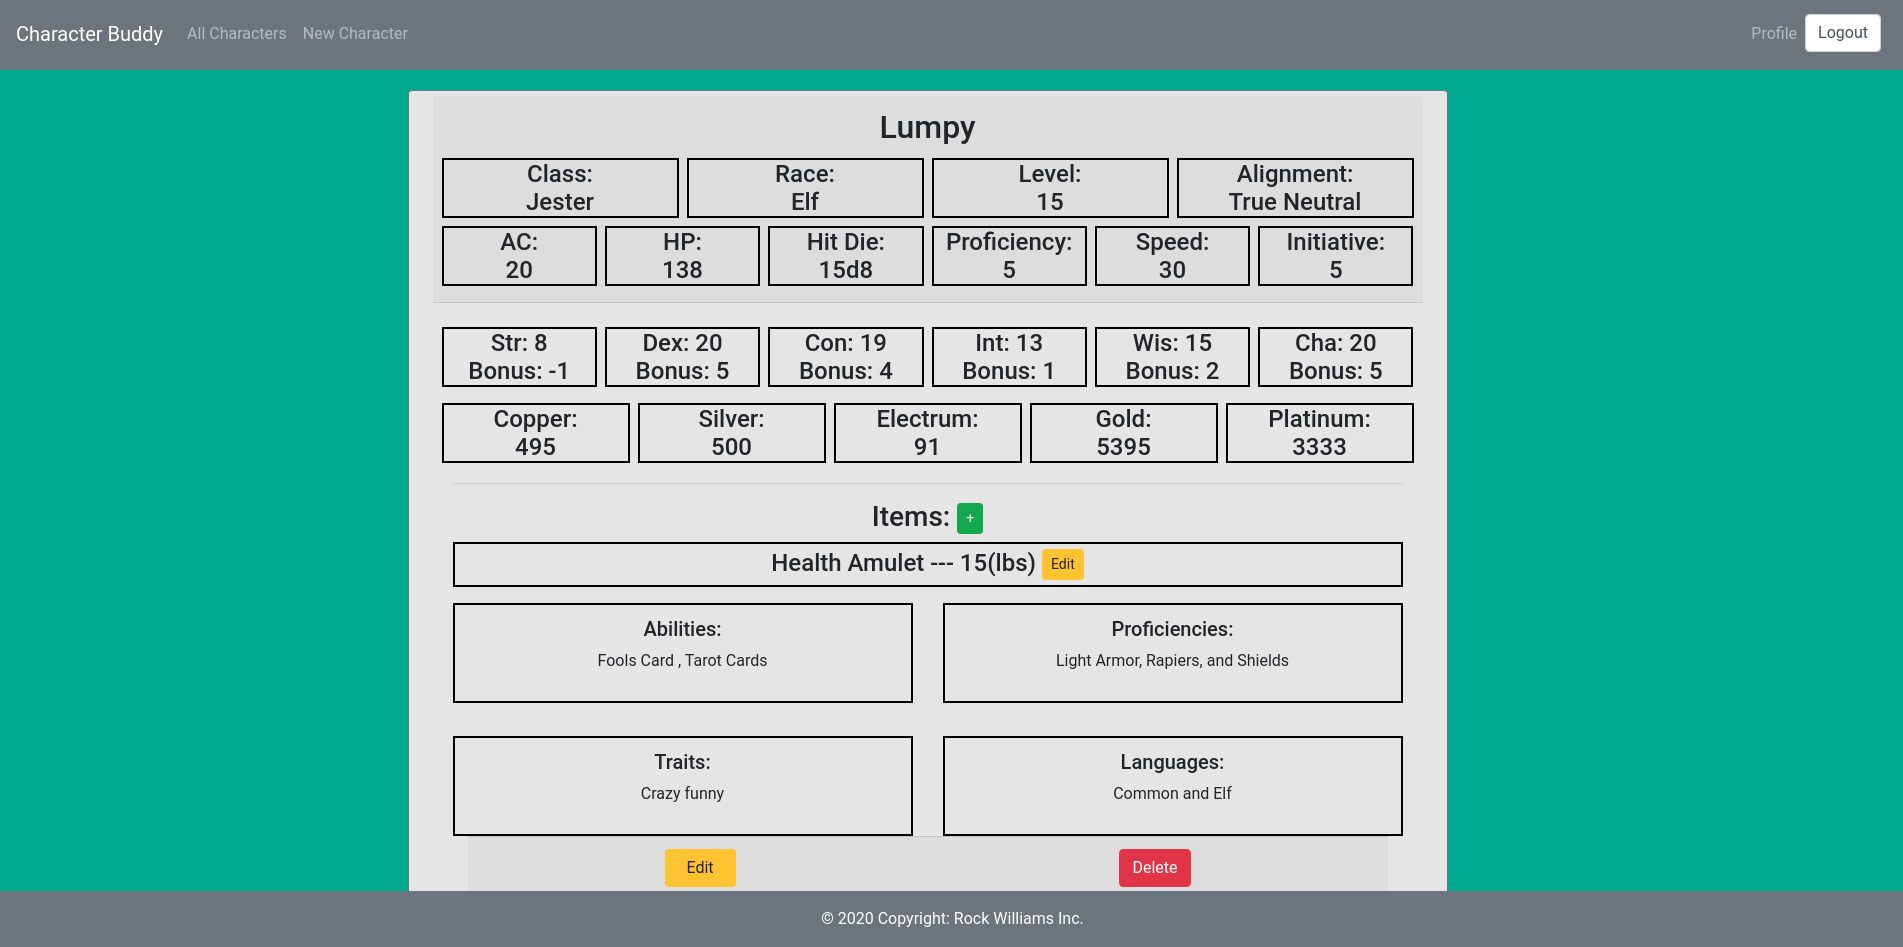 Character Buddy All Characters New Character Profile Logout
Lumpy
Class: Race: Level: Alignment:
Jester Elf 15 True Neutral
AC: HP: Hit Die: Proficiency: Speed: Initiative:
20 138 15d8 5 30 5
Str: 8 Dex: 20 Con: 19 Int: 13 Wis: 15 Cha: 20
Bonus: -1 Bonus: 5 Bonus: 4 Bonus: 1 Bonus: 2 Bonus: 5
Copper: Silver: Electrum: Gold: Platinum:
495 500 91 5395 3333
Items: +
Health Amulet --- 15(lbs) Edit
Abilities: Proficiencies:
Fools Card , Tarot Cards Light Armor, Rapiers, and Shields
Traits: Languages:
Crazy funny Common and Elf
Edit Delete
© 2020 Copyright: Rock Williams Inc.